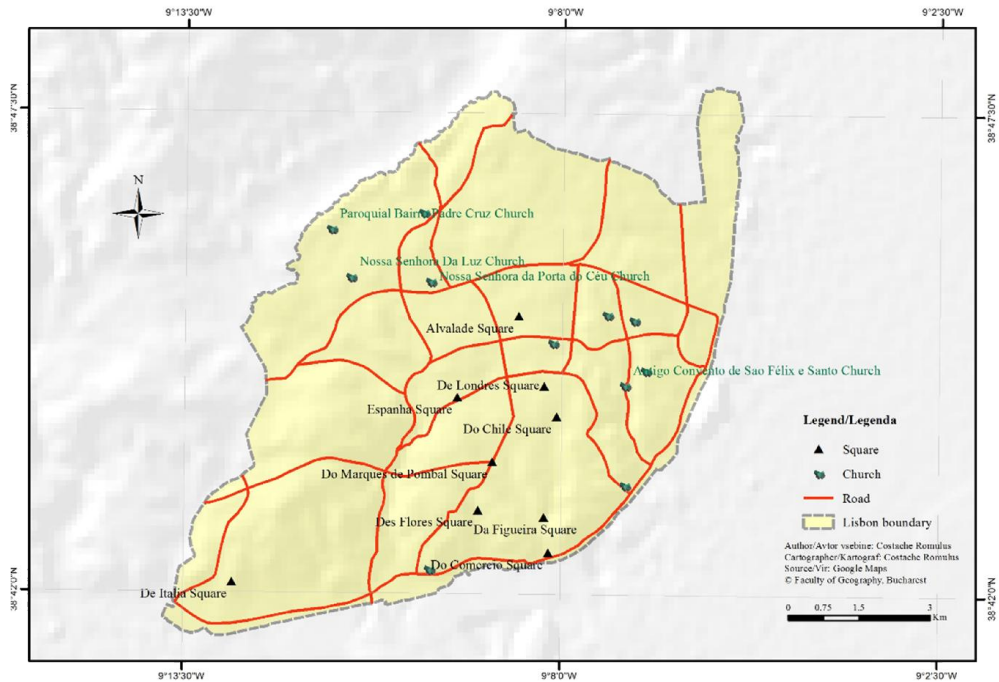 9°13'30"W 9°8'0"W 9°2'30"W
38°47'30"N 38°47'30"N
N
Paroquial Bairro Padre Cruz Church
Nossa Senhora Da Luz Church
Nossa Senhora da Porta do Céu Church
Alvalade Square
Antigo Convento de Sao Félix e Santo Church
De Londres Square
Espanha Square
Do Chile Square
Do Marques de Pombal Square
Des Flores Square
Da Figueira Square
Do Comercio Square
De Italia Square
Legend/Legenda
Square
Church
Road
Lisbon boundary
Author/Avtor vsebine: Costache Romulus
Cartographer/Kartograf: Costache Romulus
Source/Vir: Google Maps
© Faculty of Geography, Bucharest
0 0.75 1.5 3
Km
38°42'0"N 38°42'0"N
9°13'30"W 9°8'0"W 9°2'30"W